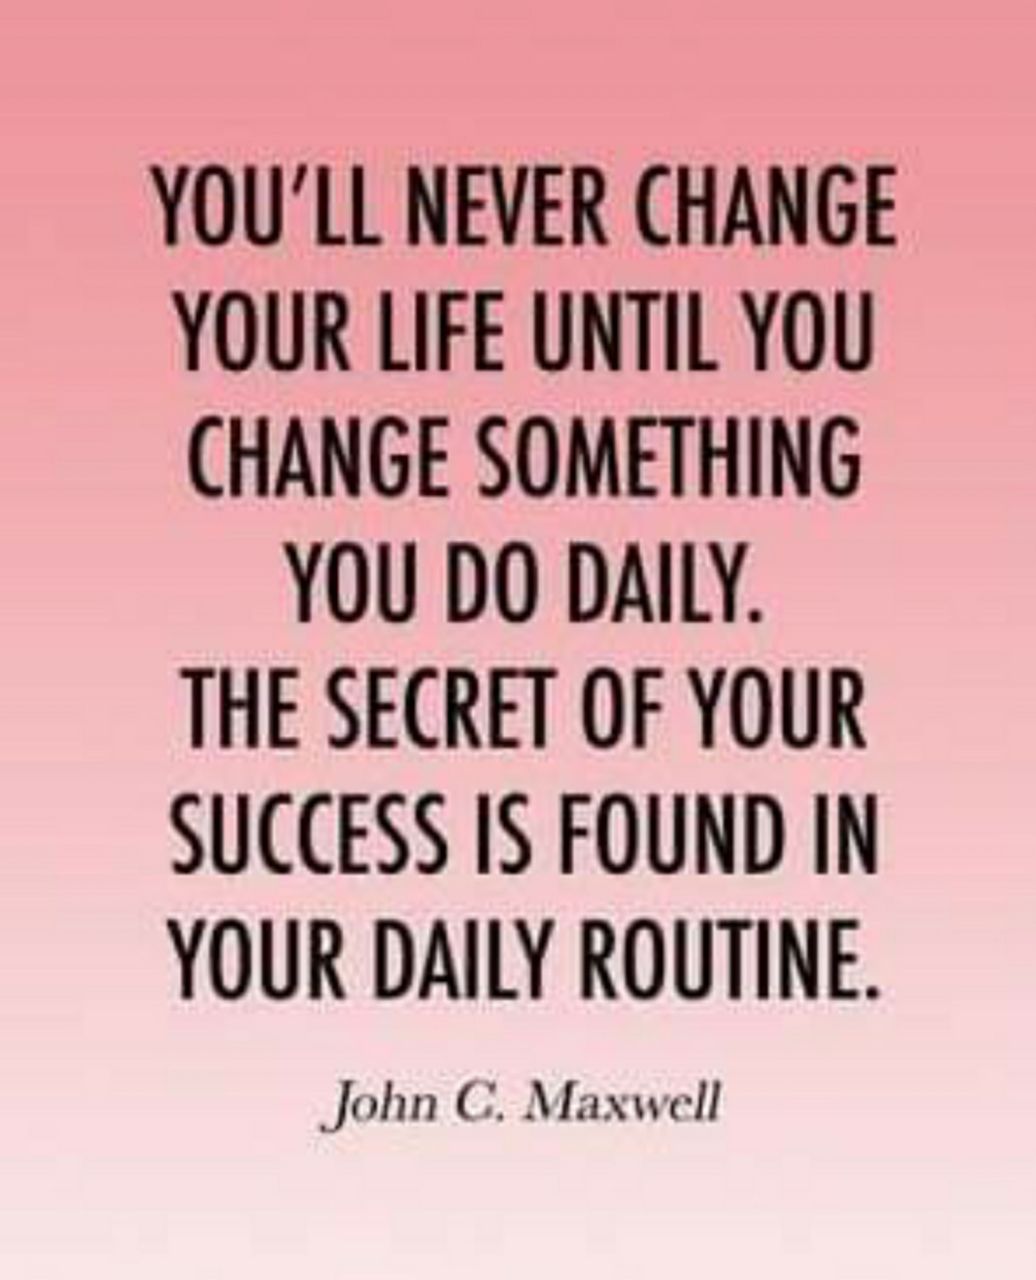 YOU'LL NEVER CHANGE
YOUR LIFE UNTIL YOU
CHANGE SOMETHING
YOU DO DAILY.
THE SECRET OF YOUR
SUCCESS IS FOUND IN
YOUR DAILY ROUTINE.
John C. Maxwell